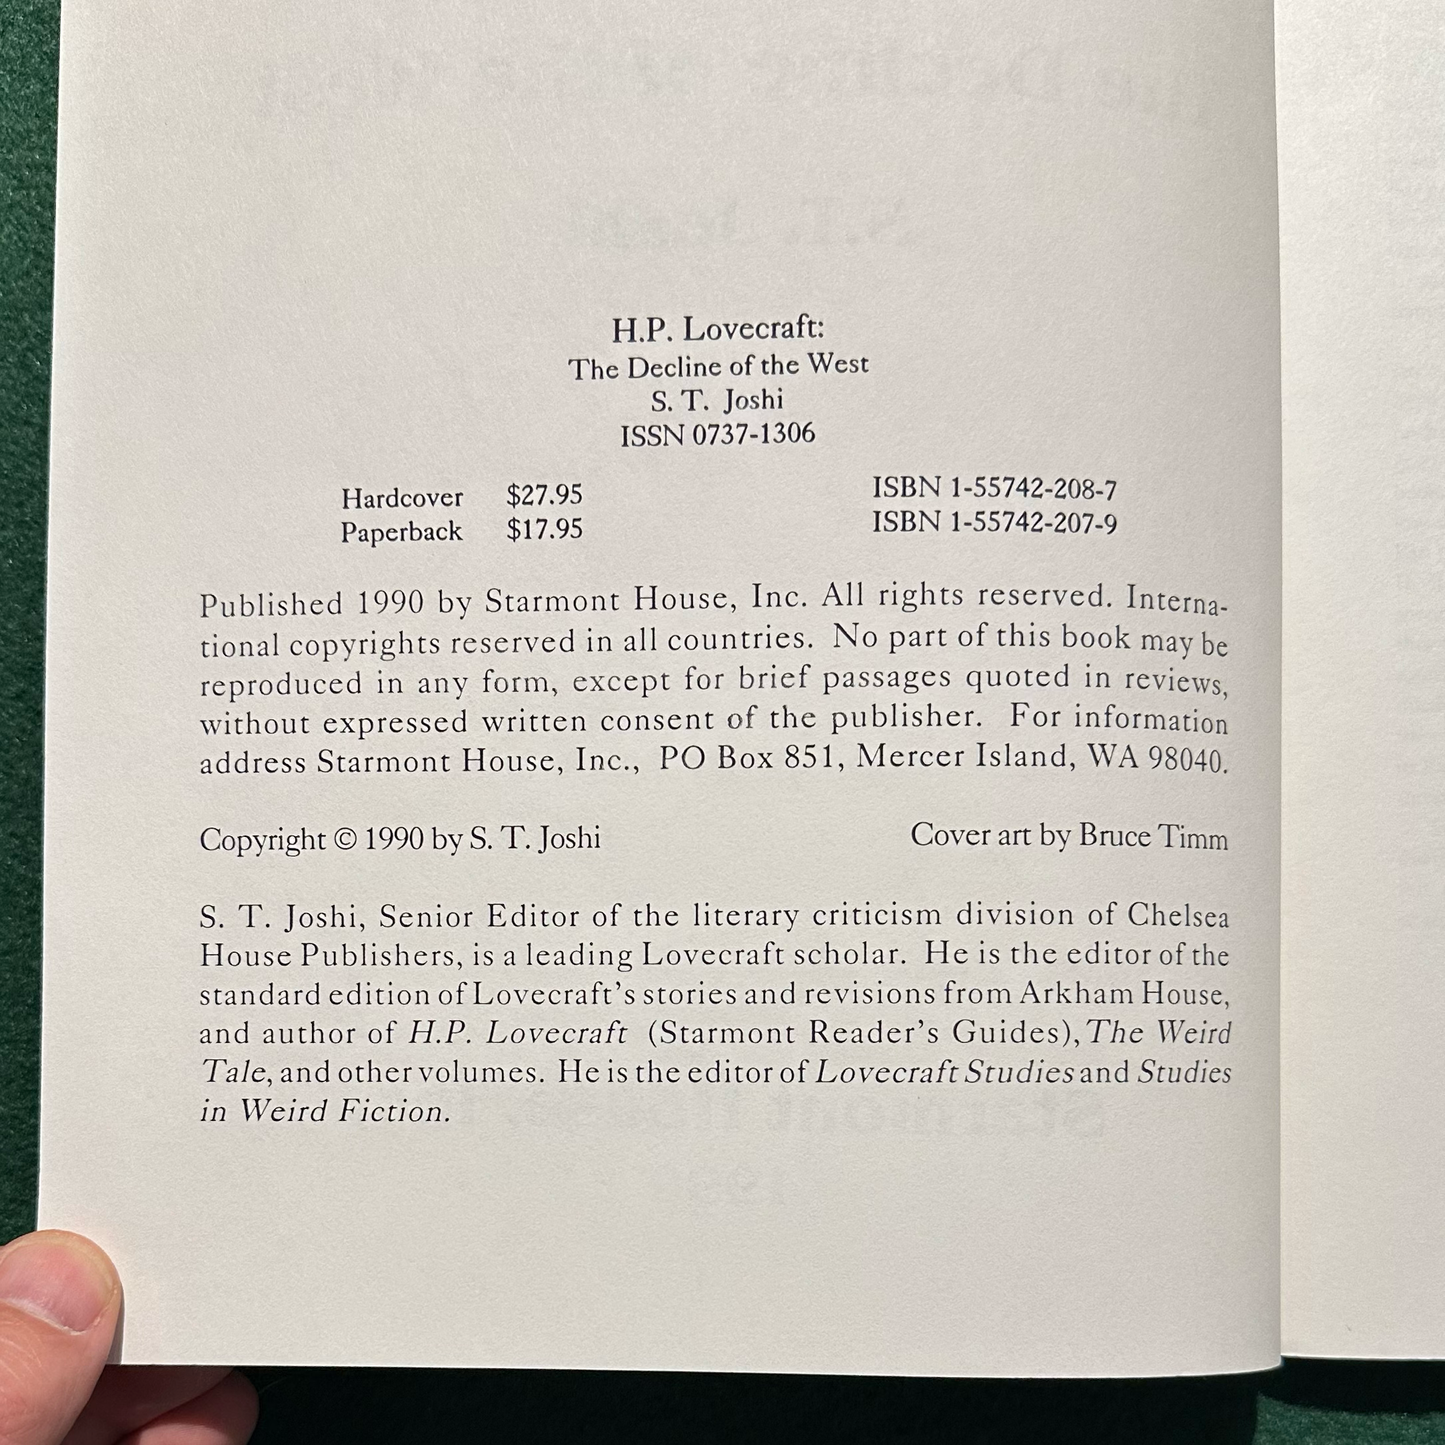 H.P. Lovecraft:
The Decline of the West
S. T. Joshi
ISSN 0737-1306
Hardcover $27.95 ISBN 1-55742-208-7
Paperback $17.95 ISBN 1-55742-207-9
Published 1990 by Starmont House, Inc. All rights reserved. Interna-
tional copyrights reserved in all countries. No part of this book may be
reproduced in any form, except for brief passages quoted in reviews,
without expressed written consent of the publisher. For information
address Starmont House, Inc., PO Box 851, Mercer Island, WA 98040.
Copyright © 1990 by S. T. Joshi Cover art by Bruce Timm
S. T. Joshi, Senior Editor of the literary criticism division of Chelsea
House Publishers, is a leading Lovecraft scholar. He is the editor of the
standard edition of Lovecraft's stories and revisions from Arkham House,
and author of H.P. Lovecraft (Starmont Reader's Guides), The Weird
Tale, and other volumes. He is the editor of Lovecraft Studies and Studies
in Weird Fiction.